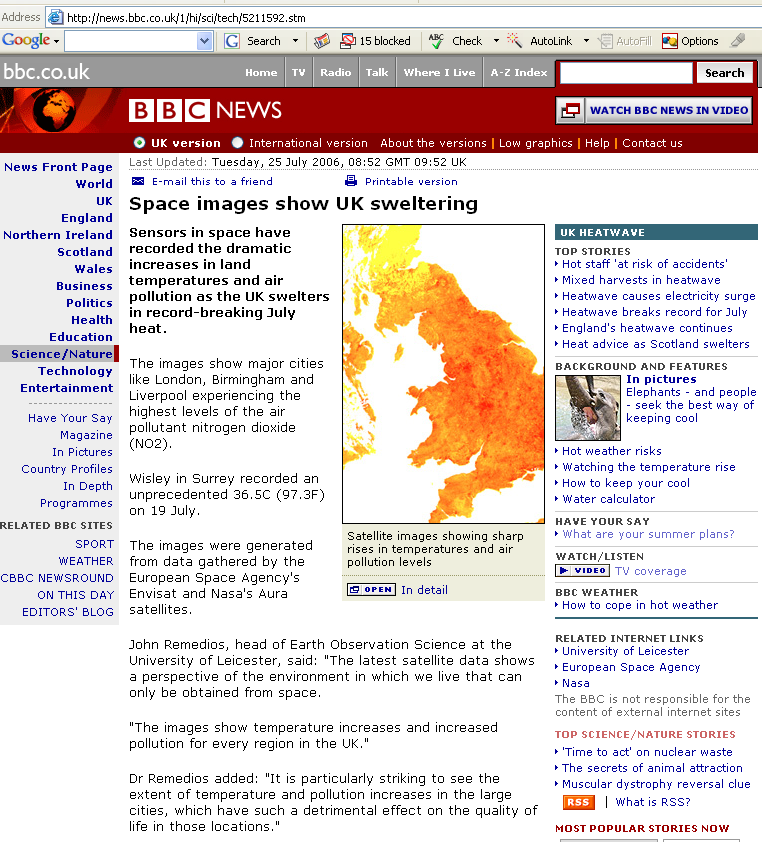 Address http://news.bbc.co.uk/1/hi/sci/tech/5211592.stm
Google Search 15 blocked Check AutoLink AutoFill Options
bbc.co.uk Home TV Radio Talk Where I Live A-Z Index Search
BBC NEWS WATCH BBC NEWS IN VIDEO
UK version International version About the versions | Low graphics | Help | Contact us
News Front Page
World
UK
England
Northern Ireland
Scotland
Wales
Business
Politics
Health
Education
Science/Nature
Technology
Entertainment
Have Your Say
Magazine
In Pictures
Country Profiles
In Depth
Programmes
RELATED BBC SITES
SPORT
WEATHER
CBBC NEWSROUND
ON THIS DAY
EDITORS' BLOG
Last Updated: Tuesday, 25 July 2006, 08:52 GMT 09:52 UK
E-mail this to a friend Printable version
Space images show UK sweltering
Sensors in space have
recorded the dramatic
increases in land
temperatures and air
pollution as the UK swelters
in record-breaking July
heat.
The images show major cities
like London, Birmingham and
Liverpool experiencing the
highest levels of the air
pollutant nitrogen dioxide
(NO2).
Wisley in Surrey recorded an
unprecedented 36.5C (97.3F)
on 19 July.
The images were generated
from data gathered by the
European Space Agency's
Envisat and Nasa's Aura
satellites.
Satellite images showing sharp
rises in temperatures and air
pollution levels
OPEN In detail
John Remedios, head of Earth Observation Science at the
University of Leicester, said: "The latest satellite data shows
a perspective of the environment in which we live that can
only be obtained from space.
"The images show temperature increases and increased
pollution for every region in the UK."
Dr Remedios added: "It is particularly striking to see the
extent of temperature and pollution increases in the large
cities, which have such a detrimental effect on the quality of
life in those locations."
UK HEATWAVE
TOP STORIES
Hot staff 'at risk of accidents'
Mixed harvests in heatwave
Heatwave causes electricity surge
Heatwave breaks record for July
England's heatwave continues
Heat advice as Scotland swelters
BACKGROUND AND FEATURES
In pictures
Elephants - and people
- seek the best way of
keeping cool
Hot weather risks
Watching the temperature rise
How to keep your cool
Water calculator
HAVE YOUR SAY
What are your summer plans?
WATCH/LISTEN
VIDEO TV coverage
BBC WEATHER
How to cope in hot weather
RELATED INTERNET LINKS
University of Leicester
European Space Agency
Nasa
The BBC is not responsible for the
content of external internet sites
TOP SCIENCE/NATURE STORIES
'Time to act' on nuclear waste
The secrets of animal attraction
Muscular dystrophy reversal clue
RSS | What is RSS?
MOST POPULAR STORIES NOW